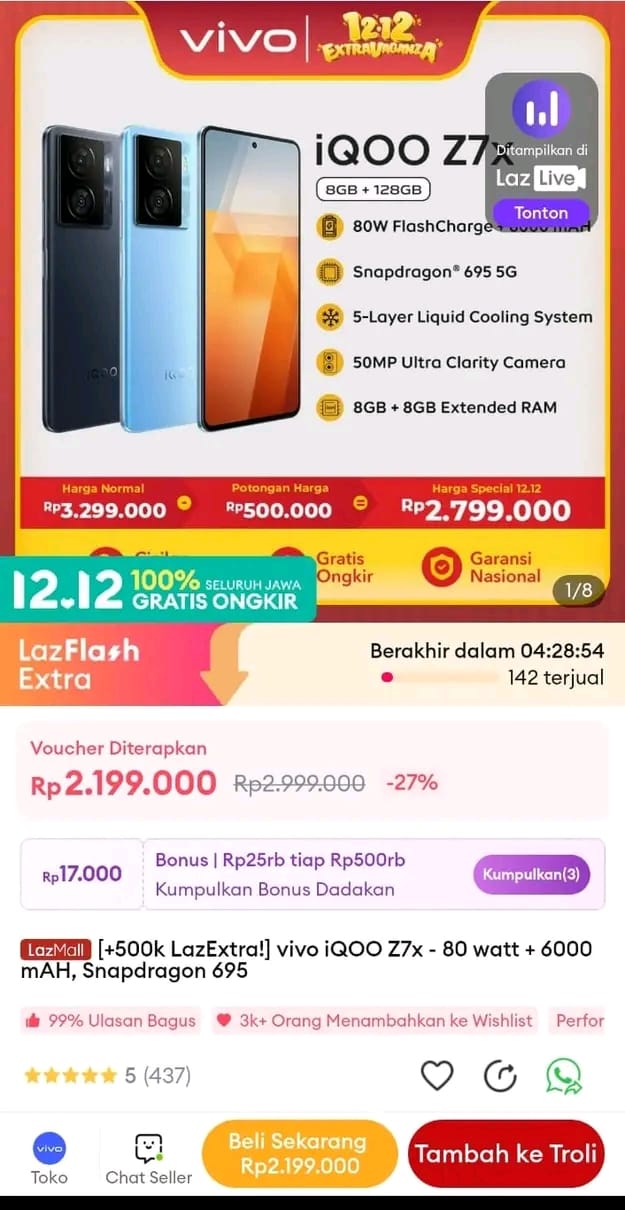 vivo
12.12
EXTRAVAGANZA
iQOO Z7x
Ditampilkan di
Laz Live
Tonton
8GB + 128GB
80W FlashCharge + 6000 mAH
Snapdragon® 695 5G
5-Layer Liquid Cooling System
50MP Ultra Clarity Camera
8GB + 8GB Extended RAM
iQOO
Harga Normal
Rp3.299.000
-
Potongan Harga
Rp500.000
=
Harga Special 12.12
Rp2.799.000
Gratis
Ongkir
Garansi
Nasional
12.12 100% SELURUH JAWA
GRATIS ONGKIR
1/8
LazFlash
Extra
Berakhir dalam 04:28:54
142 terjual
Voucher Diterapkan
Rp2.199.000 Rp2.999.000 -27%
Rp17.000
Bonus | Rp25rb tiap Rp500rb
Kumpulkan Bonus Dadakan
Kumpulkan(3)
LazMall [+500k LazExtra!] vivo iQOO Z7x - 80 watt + 6000
mAH, Snapdragon 695
99% Ulasan Bagus
3k+ Orang Menambahkan ke Wishlist
Perfor
5 (437)
vivo
Toko
Chat Seller
Beli Sekarang
Rp2.199.000
Tambah ke Troli